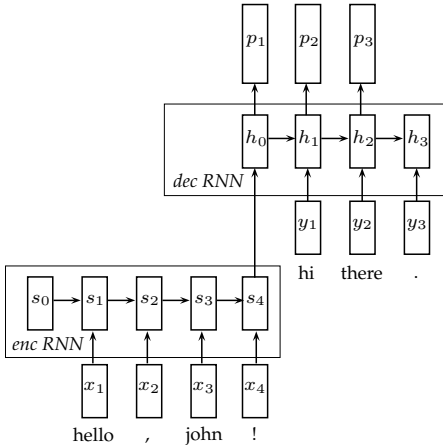 p1 p2 p3
h0 h1 h2 h3
dec RNN
y1 y2 y3
hi there .
s0 s1 s2 s3 s4
enc RNN
x1 x2 x3 x4
hello , john !